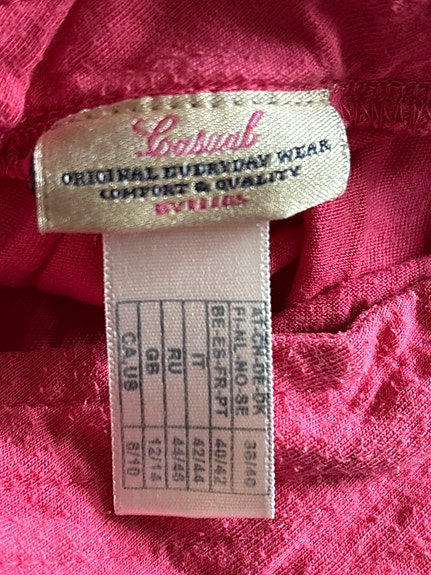 Casual
ORIGINAL EVERYDAY WEAR
COMFORT & QUALITY
AT-CH-DE-DK
FI-NL-NO-SE 38/40
BE-ES-FR-PT 40/42
IT 42/44
RU 44/46
GB 12/14
CA,US 8/10